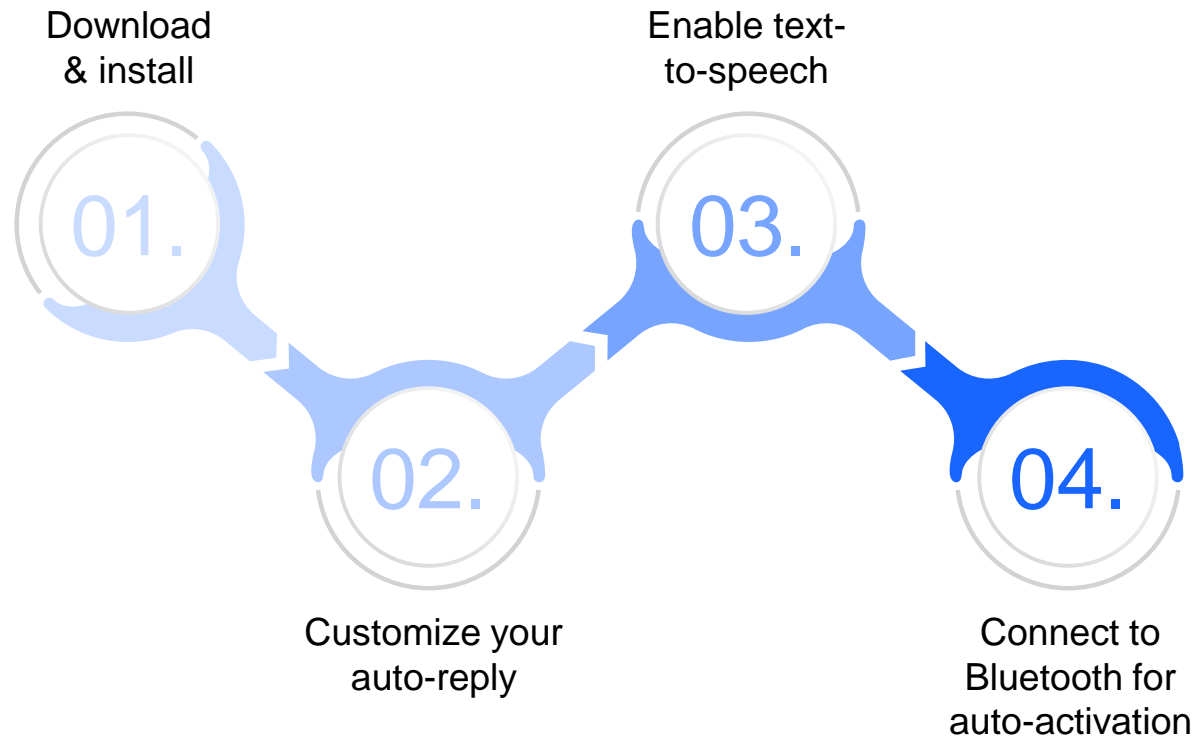 Download
& install
01.
02.
Customize your
auto-reply
Enable text-
to-speech
03.
04.
Connect to
Bluetooth for
auto-activation